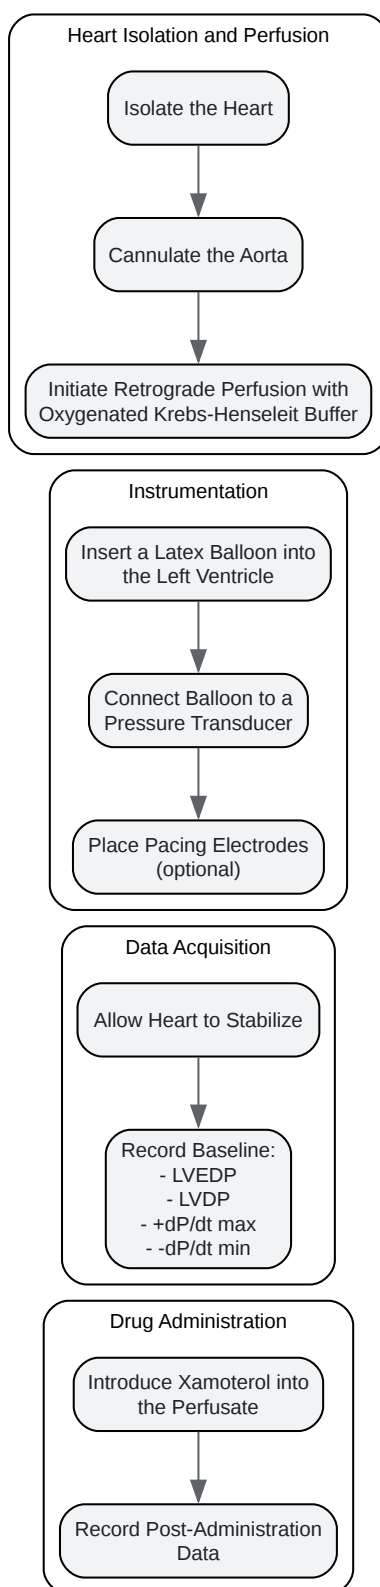 Heart Isolation and Perfusion
Isolate the Heart
Cannulate the Aorta
Initiate Retrograde Perfusion with
Oxygenated Krebs-Henseleit Buffer
Instrumentation
Insert a Latex Balloon into
the Left Ventricle
Connect Balloon to a
Pressure Transducer
Place Pacing Electrodes
(optional)
Data Acquisition
Allow Heart to Stabilize
Record Baseline:
- LVEDP
- LVDP
- +dP/dt max
- -dP/dt min
Drug Administration
Introduce Xamoterol into
the Perfusate
Record Post-Administration
Data